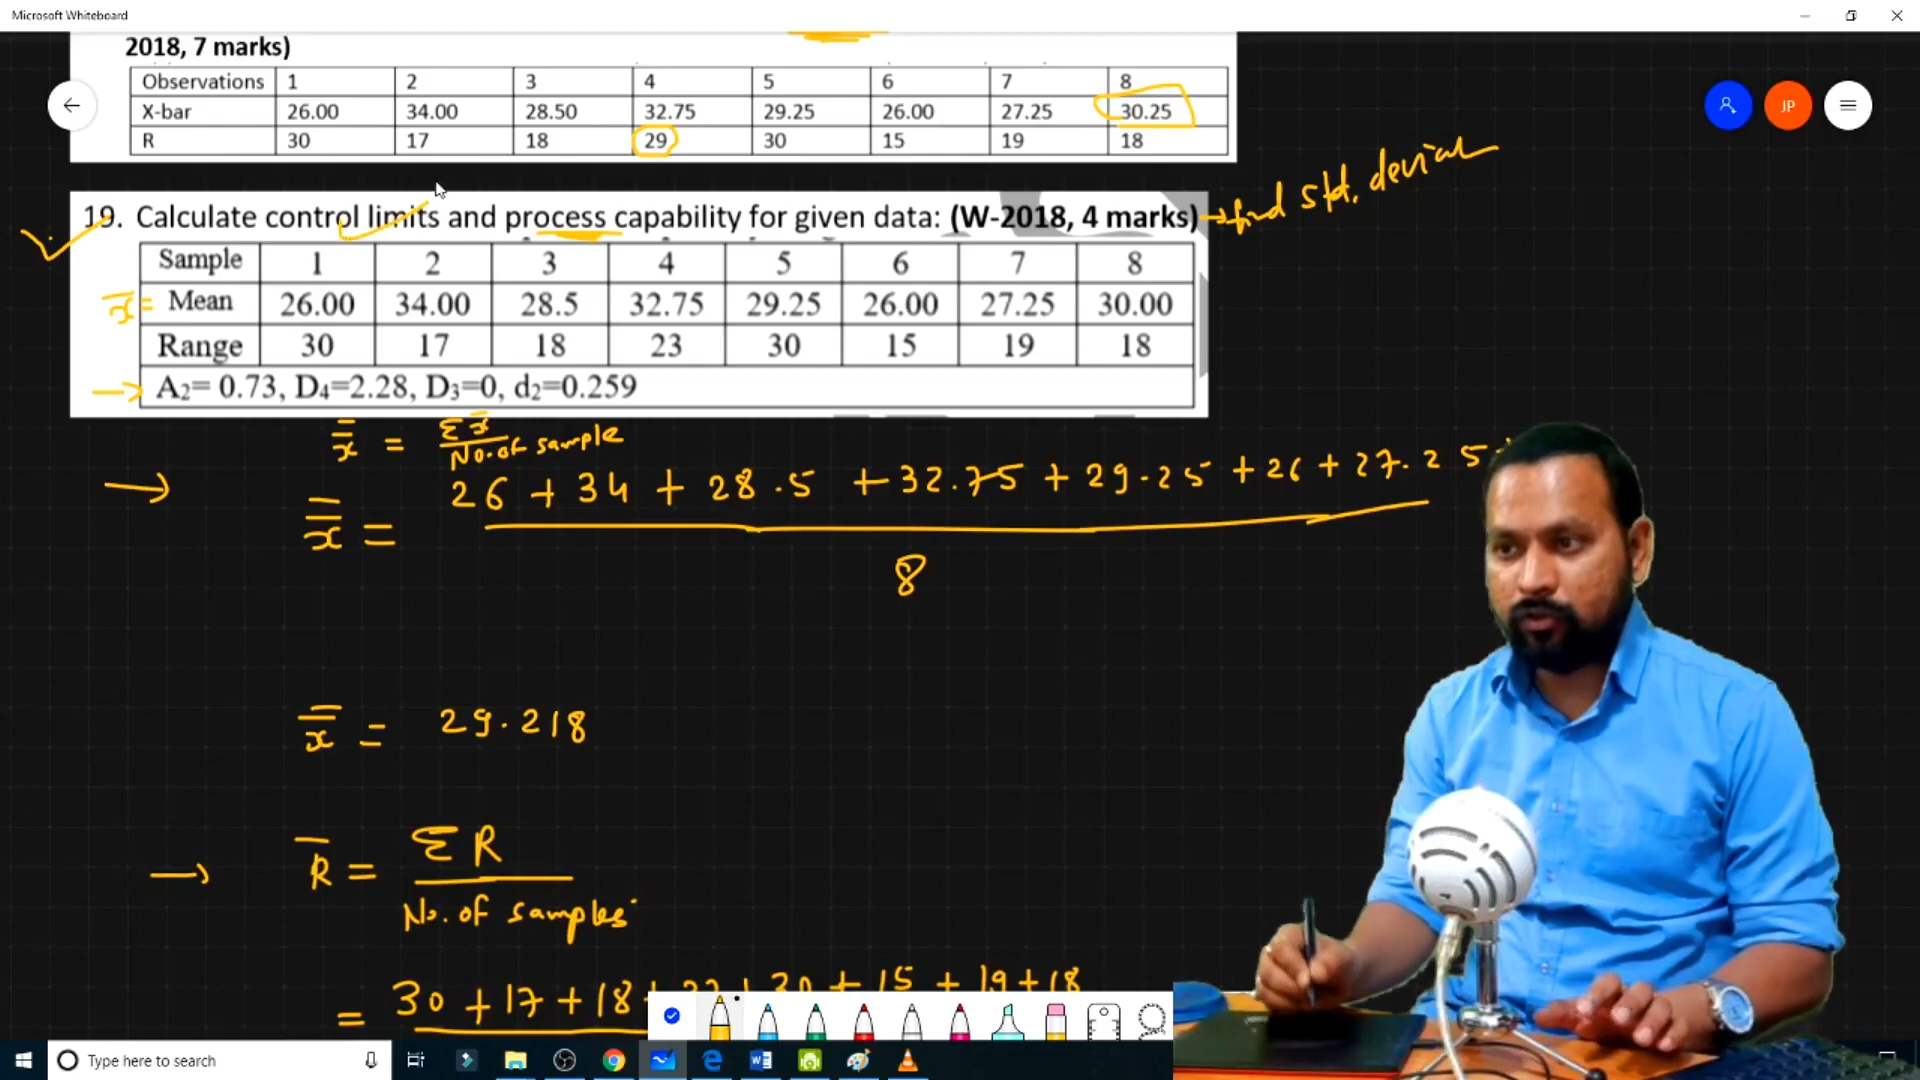 Microsoft Whiteboard
2018, 7 marks)
Observations 1 2 3 4 5 6 7 8
X-bar 26.00 34.00 28.50 32.75 29.25 26.00 27.25 30.25
R 30 17 18 29 30 15 19 18
JP
→ find std. devian
19. Calculate control limits and process capability for given data: (W-2018, 4 marks)
Sample 1 2 3 4 5 6 7 8
x̅ = Mean 26.00 34.00 28.5 32.75 29.25 26.00 27.25 30.00
Range 30 17 18 23 30 15 19 18
→ A₂= 0.73, D₄=2.28, D₃=0, d₂=0.259
x̿ = Σx̅
No. of sample
→ x̿ = 26 + 34 + 28.5 + 32.75 + 29.25 + 26 + 27.25
8
x̿ = 29.218
→ R̅ = ΣR
No. of samples
= 30 + 17 + 18 + 30 + 15 + 19 + 18
Type here to search